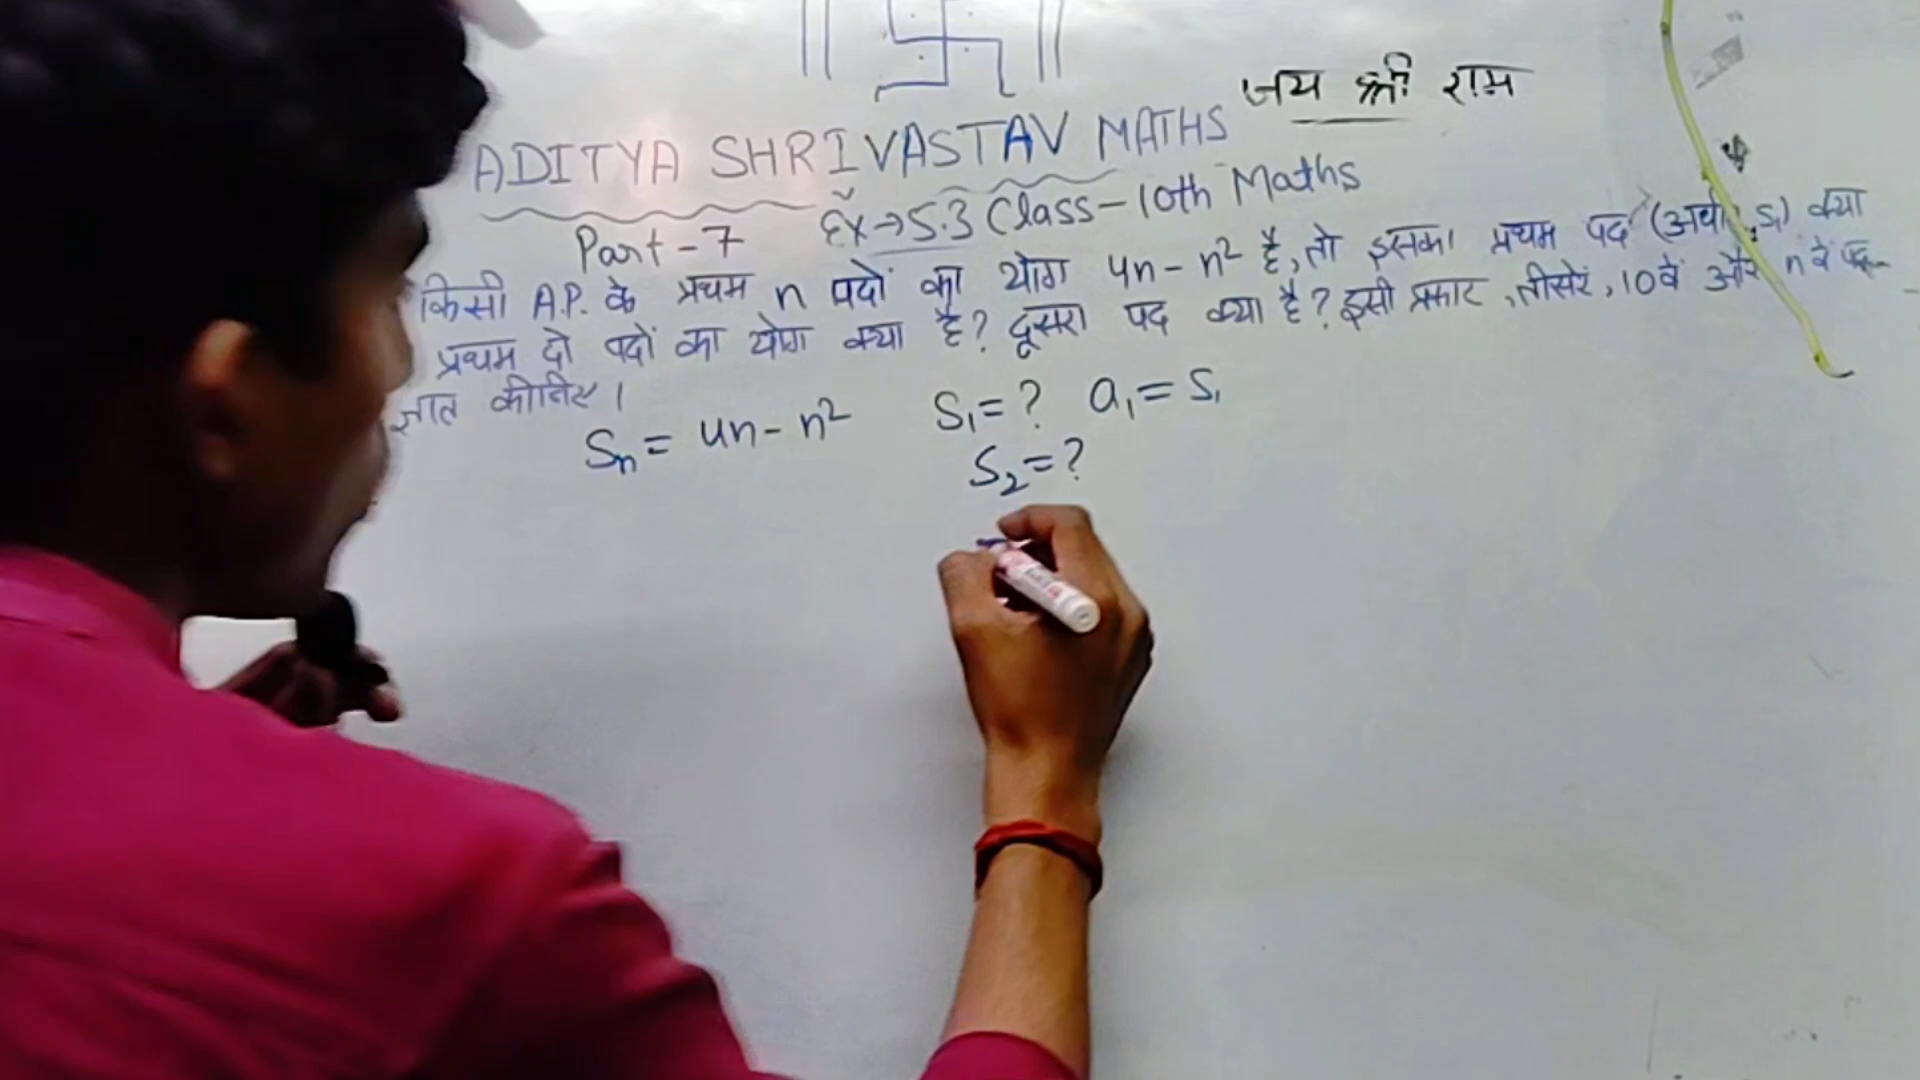 जय श्री राम
ADITYA SHRIVASTAV MATHS
Part-7 Ex→5.3 Class-10th Maths
किसी A.P. के प्रथम n पदों का योग 4n-n² है, तो इसका प्रथम पद (अर्थात S₁) क्या
प्रथम दो पदों का योग क्या है? दूसरा पद क्या है? इसी प्रकार, तीसरे, 10वें और nवें पद
ज्ञात कीजिए।
Sn = 4n-n² S₁=? a₁=S₁
S₂=?